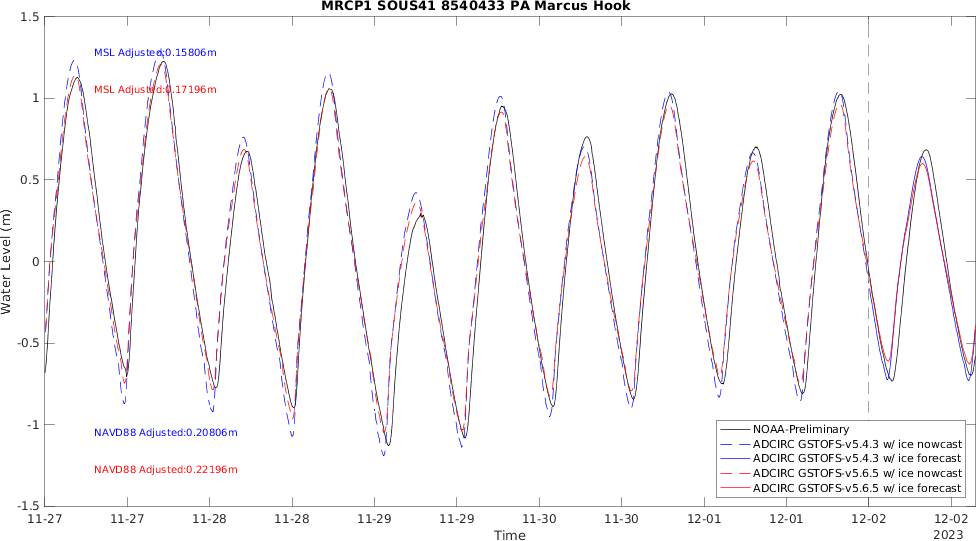 MRCP1 SOUS41 8540433 PA Marcus Hook
1.5
1
0.5
0
-0.5
-1
-1.5
Water Level (m)
MSL Adjusted:0.15806m
MSL Adjusted:0.17196m
NAVD88 Adjusted:0.20806m
NAVD88 Adjusted:0.22196m
NOAA-Preliminary
ADCIRC GSTOFS-v5.4.3 w/ ice nowcast
ADCIRC GSTOFS-v5.4.3 w/ ice forecast
ADCIRC GSTOFS-v5.6.5 w/ ice nowcast
ADCIRC GSTOFS-v5.6.5 w/ ice forecast
11-27 11-27 11-28 11-28 11-29 11-29 11-30 11-30 12-01 12-01 12-02 12-02
2023
Time